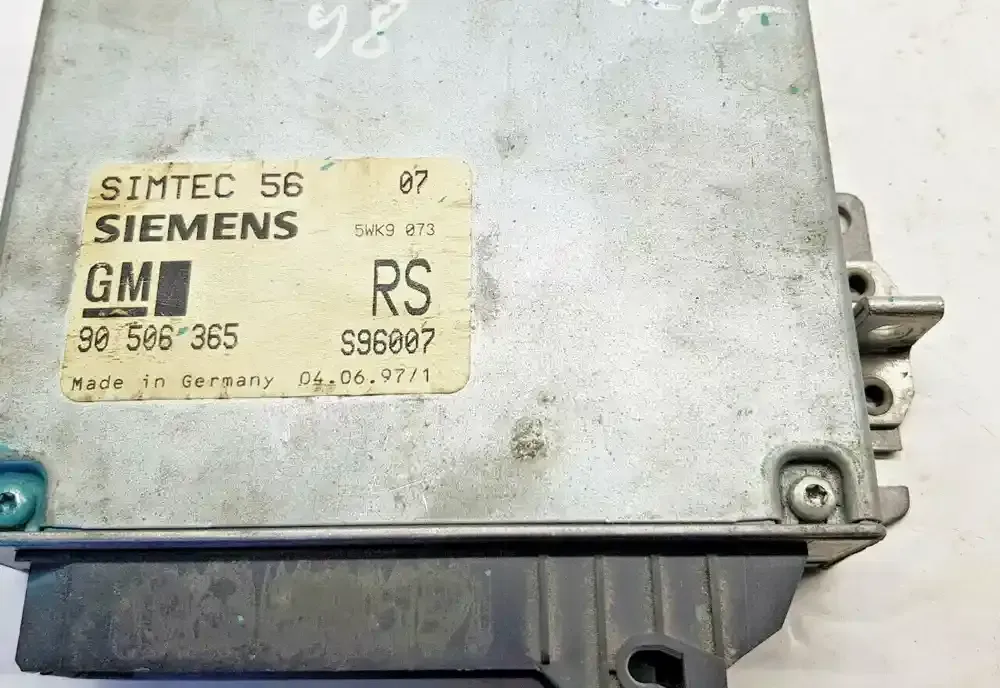 98
SIMTEC 56 07
SIEMENS 5WK9 073
GM RS
90 506 365 S96007
Made in Germany 04.06.97/1